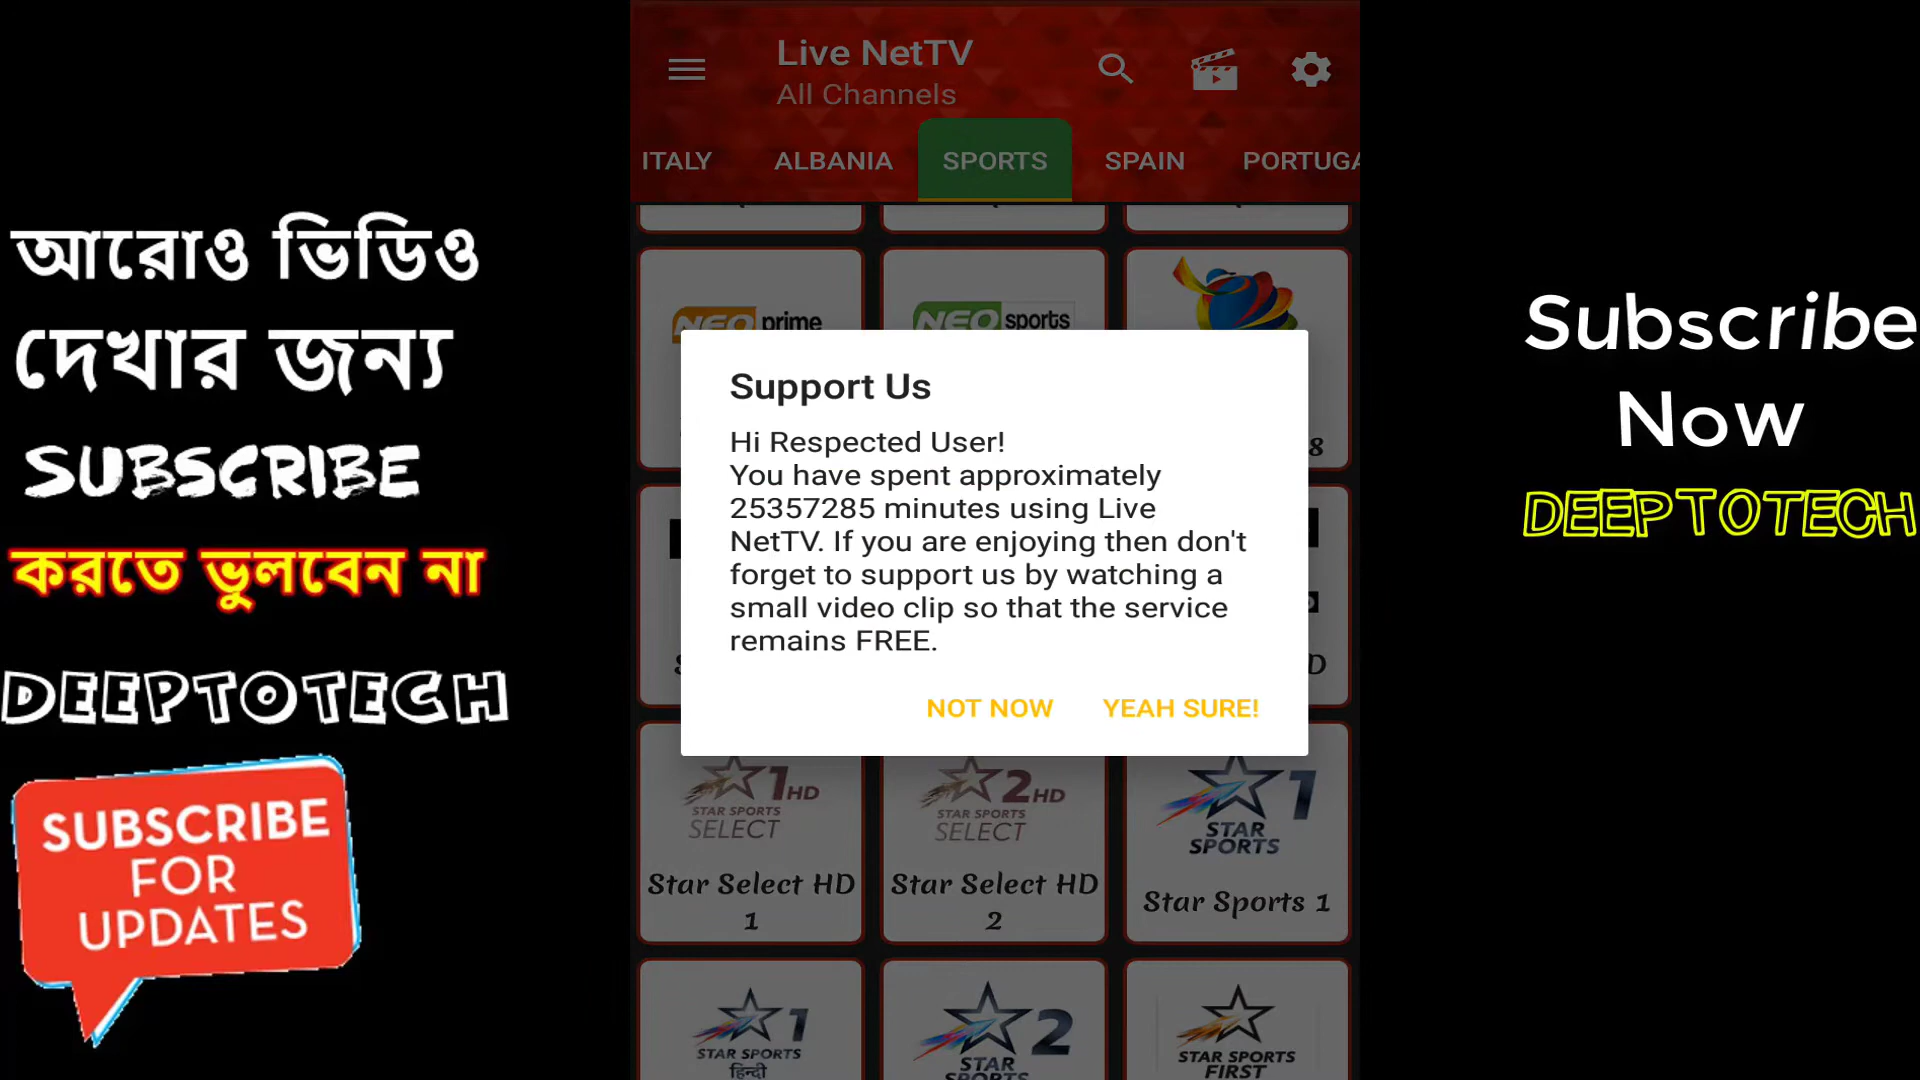 আরোও ভিডিও
দেখার জন্য
SUBSCRIBE
করতে ভুলবেন না
DEEPTOTECH
SUBSCRIBE
FOR
UPDATES
Live NetTV
All Channels
ITALY
ALBANIA
SPORTS
SPAIN
PORTUGA
NEO prime
NEO sports
8
Support Us
Hi Respected User!
You have spent approximately
25357285 minutes using Live
NetTV. If you are enjoying then don't
forget to support us by watching a
small video clip so that the service
remains FREE.
NOT NOW
YEAH SURE!
D
1HD
STAR SPORTS
SELECT
Star Select HD
1
2HD
STAR SPORTS
SELECT
Star Select HD
2
1
STAR
SPORTS
Star Sports 1
1
STAR SPORTS
हिन्दी
2
STAR
SPORTS
STAR SPORTS
FIRST
Subscribe
Now
DEEPTOTECH